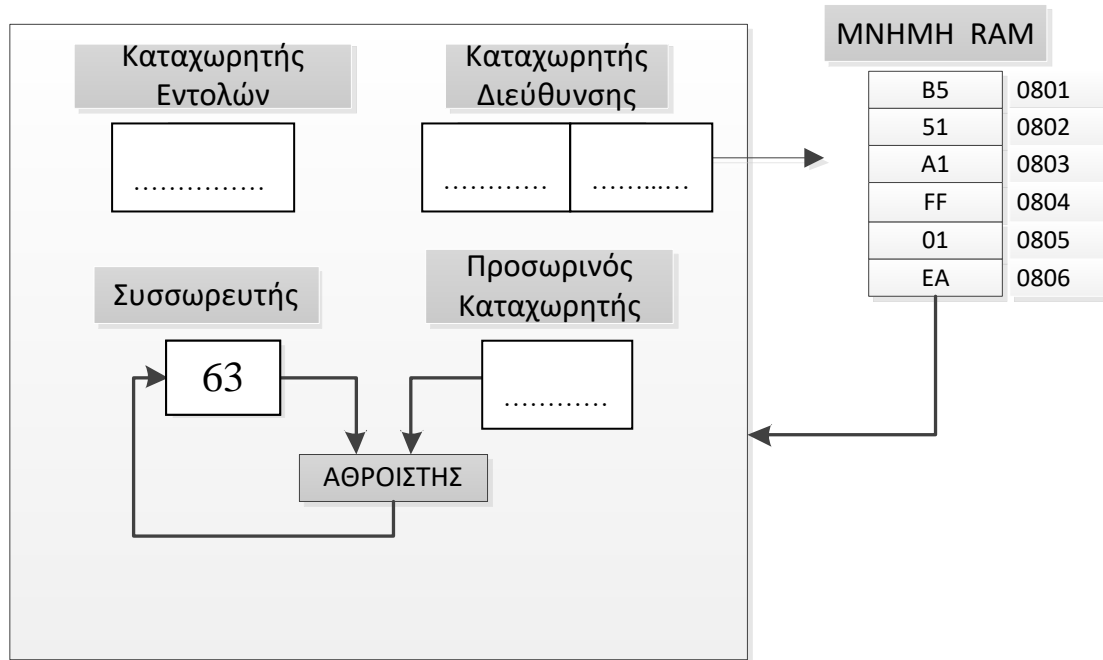 Καταχωρητής
Εντολών
……………
Καταχωρητής
Διεύθυνσης
………… ……...…
ΜΝΗΜΗ RAM
B5 0801
51 0802
A1 0803
FF 0804
01 0805
EA 0806
Συσσωρευτής
63
Προσωρινός
Καταχωρητής
…………
ΑΘΡΟΙΣΤΗΣ